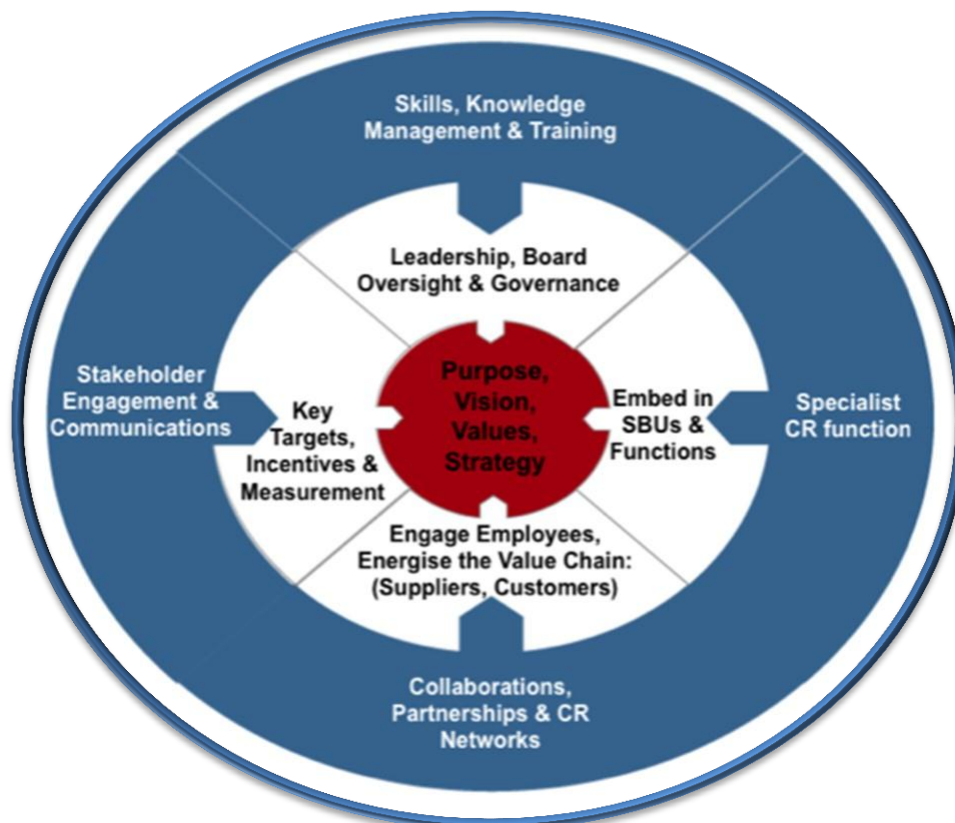 Skills, Knowledge
Management & Training
Leadership, Board
Oversight & Governance
Stakeholder
Engagement &
Communications
Key
Targets,
Incentives &
Measurement
Purpose,
Vision,
Values,
Strategy
Embed in
SBUs &
Functions
Specialist
CR function
Engage Employees,
Energise the Value Chain:
(Suppliers, Customers)
Collaborations,
Partnerships & CR
Networks